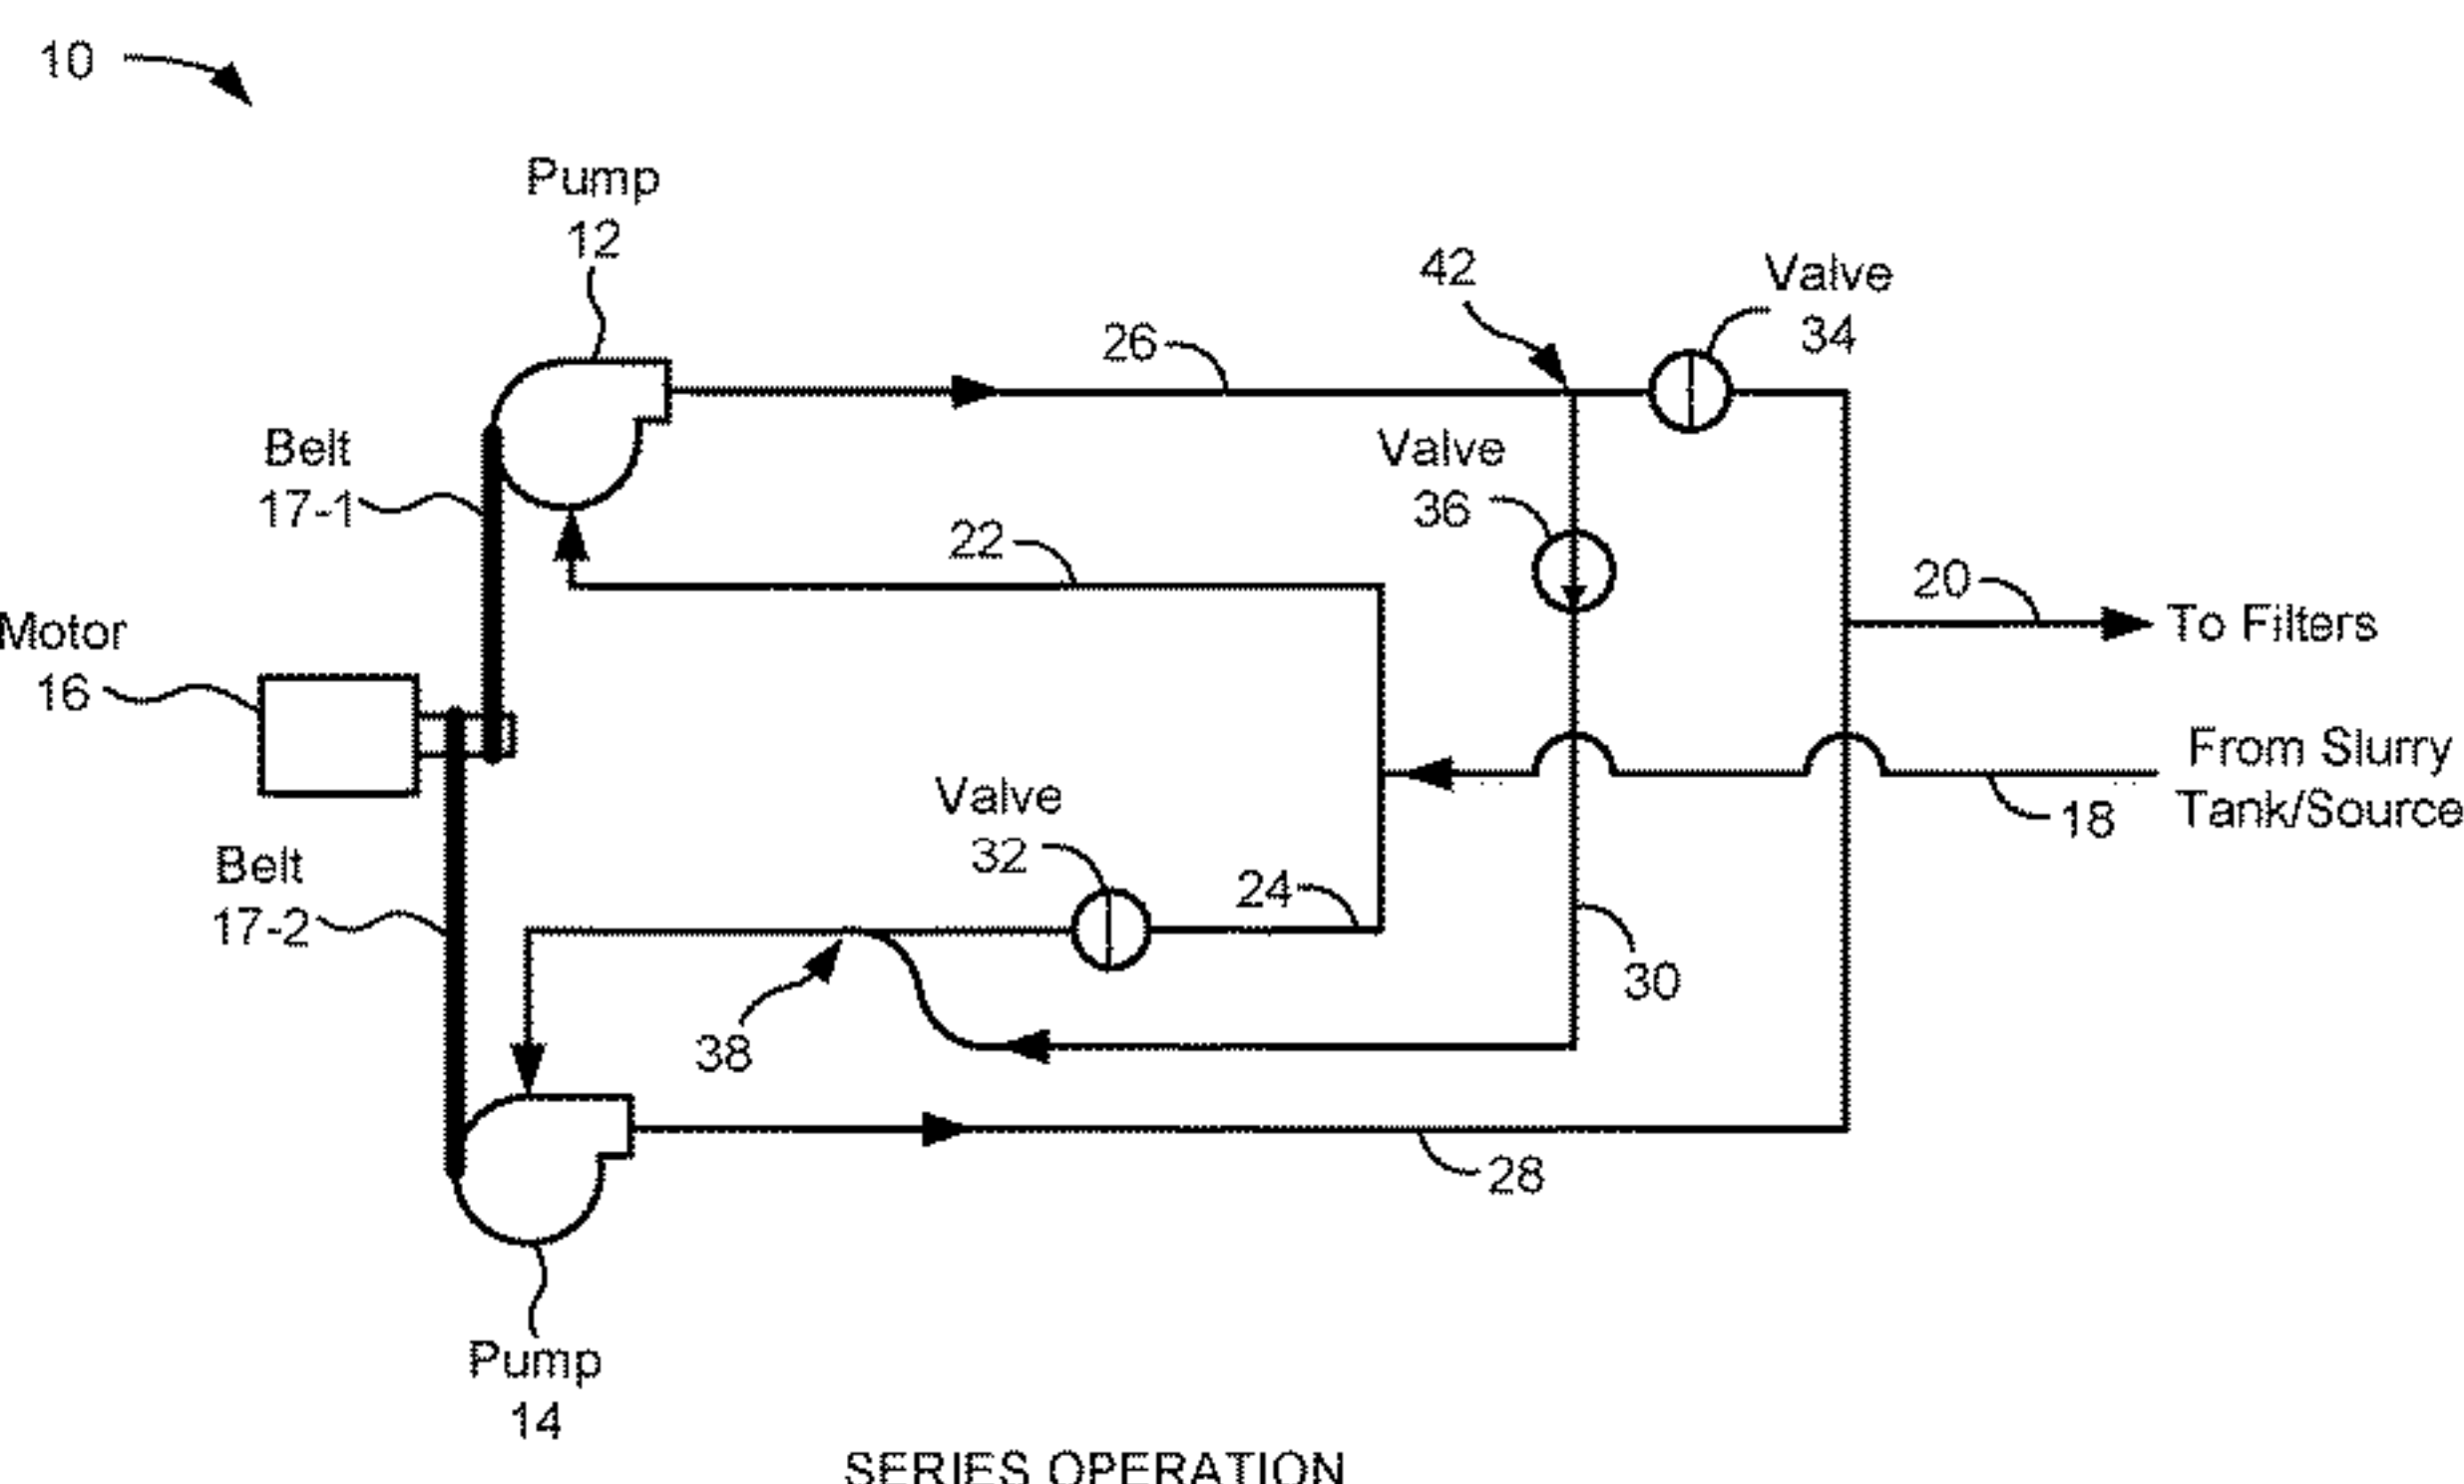 10
Pump
12
42
Valve
34
26
Belt
17-1
Valve
36
22
20
To Filters
Motor
16
From Slurry
Tank/Source
18
Valve
32
Belt
17-2
24
30
38
28
Pump
14
SERIES OPERATION